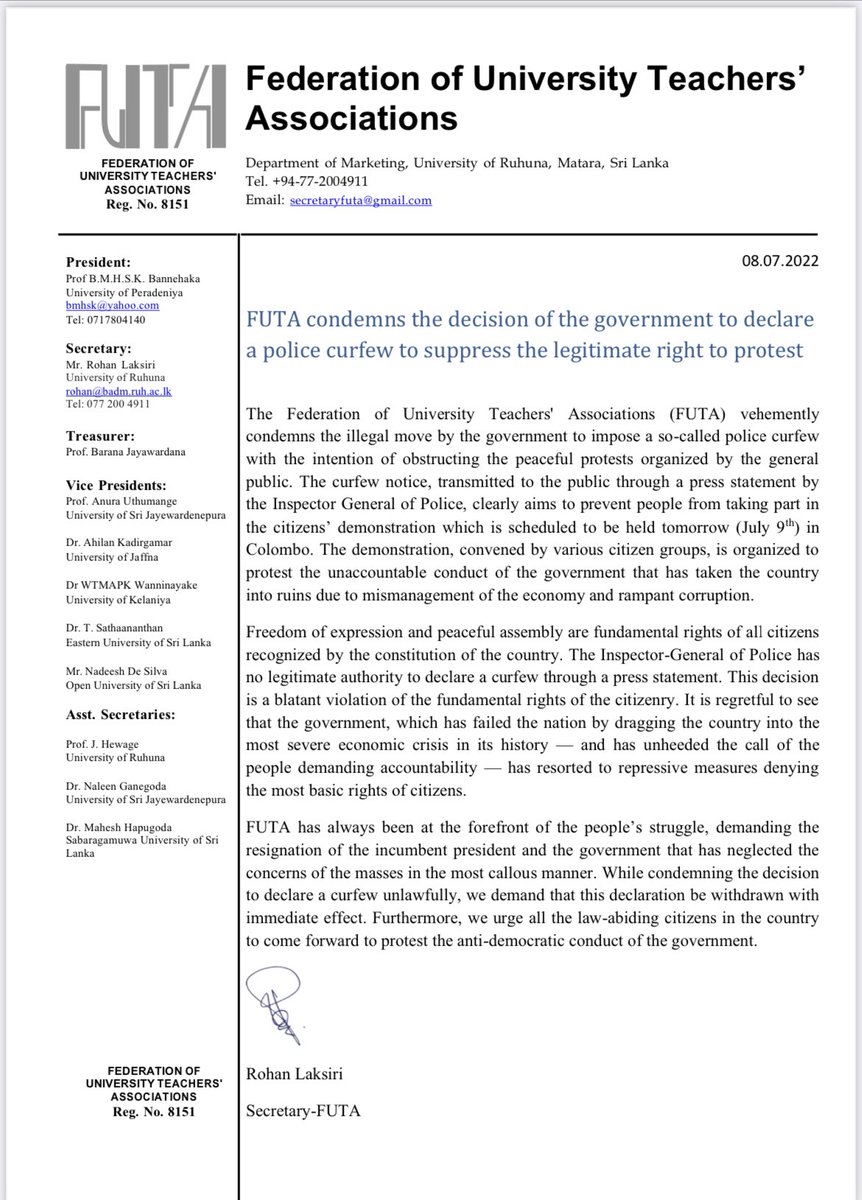 FUTA
FEDERATION OF
UNIVERSITY TEACHERS'
ASSOCIATIONS
Reg. No. 8151
Federation of University Teachers’
Associations
Department of Marketing, University of Ruhuna, Matara, Sri Lanka
Tel. +94-77-2004911
Email: secretaryfuta@gmail.com
President:
Prof B.M.H.S.K. Bannehaka
University of Peradeniya
bmhsk@yahoo.com
Tel: 0717804140
Secretary:
Mr. Rohan Laksiri
University of Ruhuna
rohan@badm.ruh.ac.lk
Tel: 077 200 4911
Treasurer:
Prof. Barana Jayawardana
Vice Presidents:
Prof. Anura Uthumange
University of Sri Jayewardenepura
Dr. Ahilan Kadirgamar
University of Jaffna
Dr WTMAPK Wanninayake
University of Kelaniya
Dr. T. Sathaananthan
Eastern University of Sri Lanka
Mr. Nadeesh De Silva
Open University of Sri Lanka
Asst. Secretaries:
Prof. J. Hewage
University of Ruhuna
Dr. Naleen Ganegoda
University of Sri Jayewardenepura
Dr. Mahesh Hapugoda
Sabaragamuwa University of Sri
Lanka
FEDERATION OF
UNIVERSITY TEACHERS'
ASSOCIATIONS
Reg. No. 8151
08.07.2022
FUTA condemns the decision of the government to declare
a police curfew to suppress the legitimate right to protest
The Federation of University Teachers' Associations (FUTA) vehemently
condemns the illegal move by the government to impose a so-called police curfew
with the intention of obstructing the peaceful protests organized by the general
public. The curfew notice, transmitted to the public through a press statement by
the Inspector General of Police, clearly aims to prevent people from taking part in
the citizens’ demonstration which is scheduled to be held tomorrow (July 9th) in
Colombo. The demonstration, convened by various citizen groups, is organized to
protest the unaccountable conduct of the government that has taken the country
into ruins due to mismanagement of the economy and rampant corruption.
Freedom of expression and peaceful assembly are fundamental rights of all citizens
recognized by the constitution of the country. The Inspector-General of Police has
no legitimate authority to declare a curfew through a press statement. This decision
is a blatant violation of the fundamental rights of the citizenry. It is regretful to see
that the government, which has failed the nation by dragging the country into the
most severe economic crisis in its history — and has unheeded the call of the
people demanding accountability — has resorted to repressive measures denying
the most basic rights of citizens.
FUTA has always been at the forefront of the people’s struggle, demanding the
resignation of the incumbent president and the government that has neglected the
concerns of the masses in the most callous manner. While condemning the decision
to declare a curfew unlawfully, we demand that this declaration be withdrawn with
immediate effect. Furthermore, we urge all the law-abiding citizens in the country
to come forward to protest the anti-democratic conduct of the government.
Rohan Laksiri
Secretary-FUTA